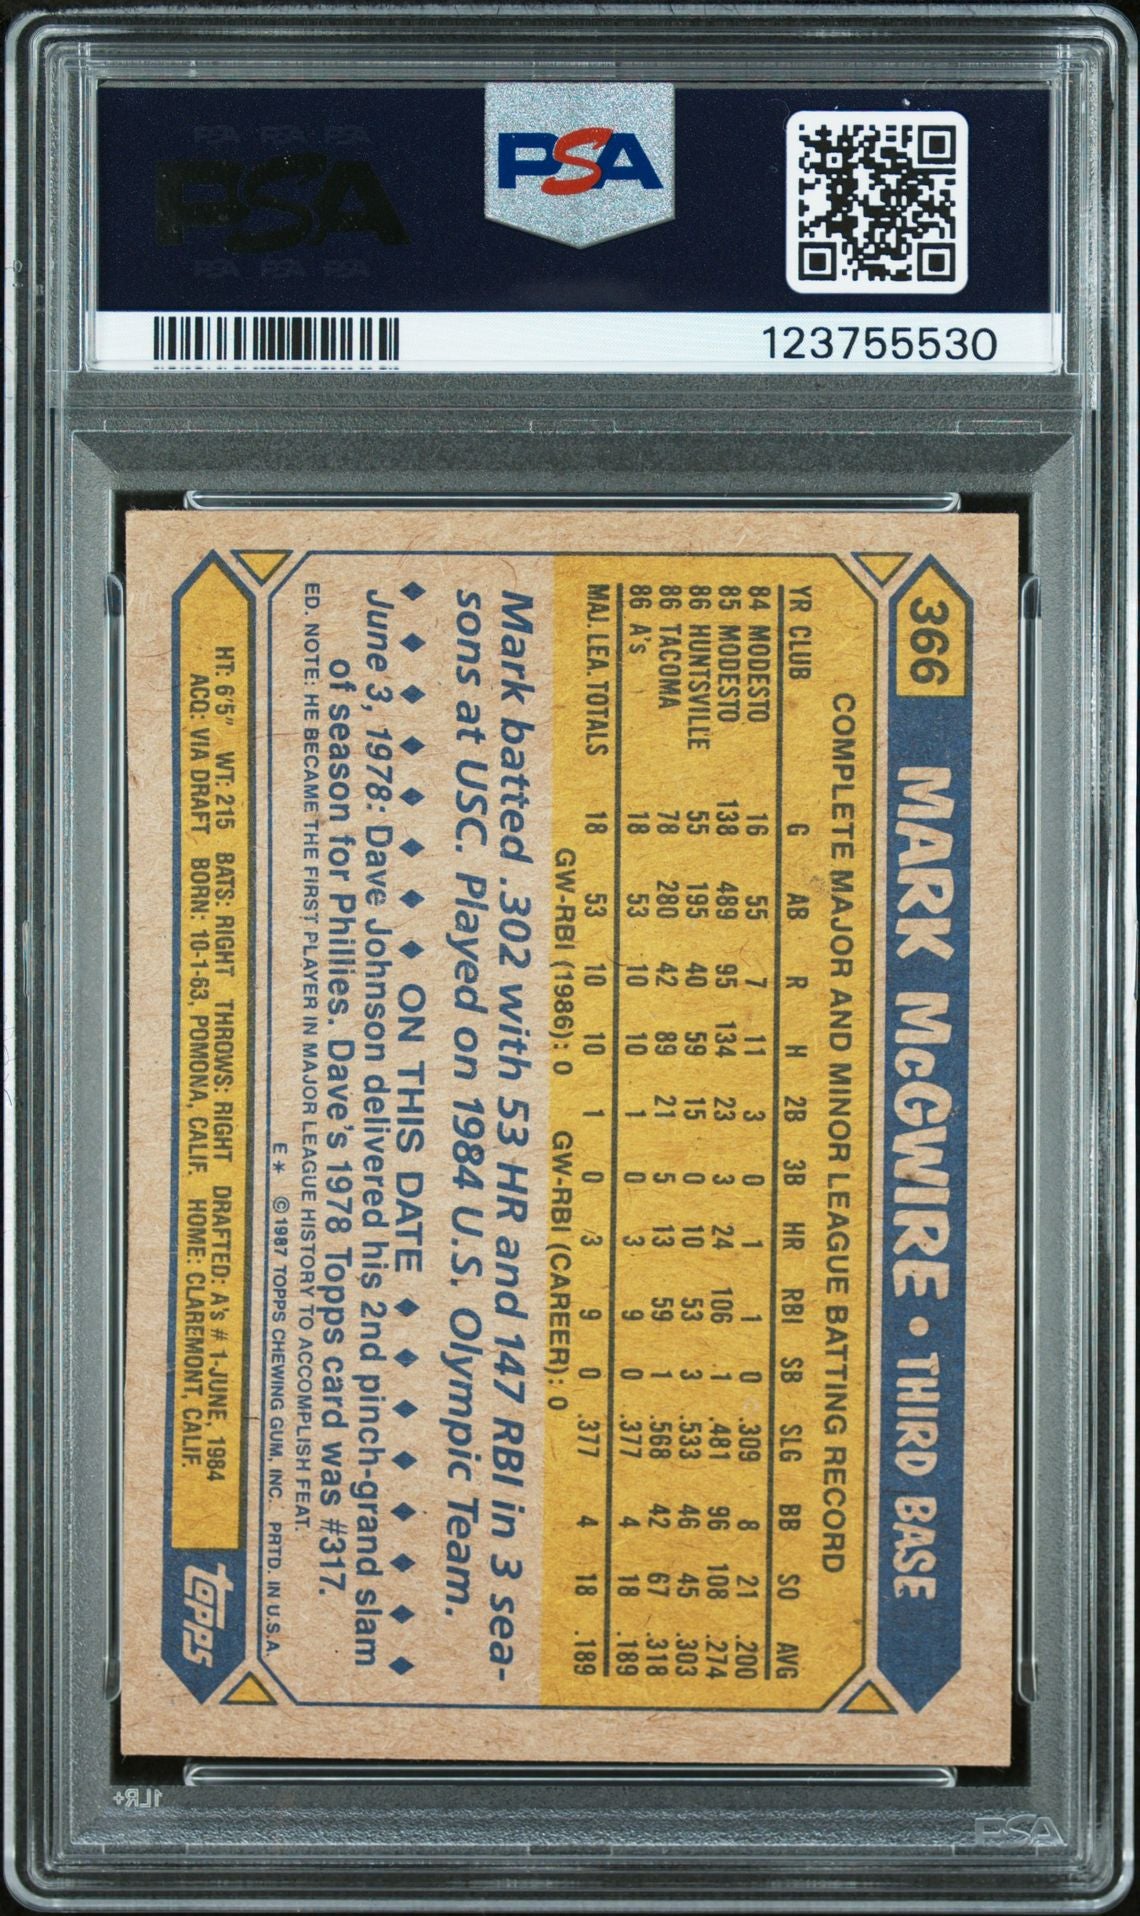 PSA PSA PSA
PSA
PSA PSA PSA
PSA
123755530
366 MARK McGWIRE • THIRD BASE
COMPLETE MAJOR AND MINOR LEAGUE BATTING RECORD
YR CLUB G AB R H 2B 3B HR RBI SB SLG BB SO AVG
84 MODESTO 16 55 7 11 3 0 1 1 0 .309 8 21 .200
85 MODESTO 138 489 95 134 23 3 24 106 1 .481 96 108 .274
86 HUNTSVILLE 55 195 40 59 15 0 10 53 3 .533 46 45 .303
86 TACOMA 78 280 42 89 21 5 13 59 1 .568 42 67 .318
86 A's 18 53 10 10 1 0 3 9 0 .377 4 18 .189
MAJ. LEA. TOTALS 18 53 10 10 1 0 3 9 0 .377 4 18 .189
GW-RBI (1986): 0 GW-RBI (CAREER): 0
Mark batted .302 with 53 HR and 147 RBI in 3 sea-
sons at USC. Played on 1984 U.S. Olympic Team.
♦ ♦ ♦ ♦ ♦ ♦ ♦ ♦ ON THIS DATE ♦ ♦ ♦ ♦ ♦ ♦ ♦ ♦
June 3, 1978: Dave Johnson delivered his 2nd pinch-grand slam
of season for Phillies. Dave's 1978 Topps card was #317.
ED. NOTE: HE BECAME THE FIRST PLAYER IN MAJOR LEAGUE HISTORY TO ACCOMPLISH FEAT.
E* ©1987 TOPPS CHEWING GUM, INC. PRTD. IN U.S.A.
HT: 6'5" WT: 215 BATS: RIGHT THROWS: RIGHT DRAFTED: A's #1-JUNE, 1984
ACQ: VIA DRAFT BORN: 10-1-63, POMONA, CALIF. HOME: CLAREMONT, CALIF.
TOPPS
1LR+
PSA